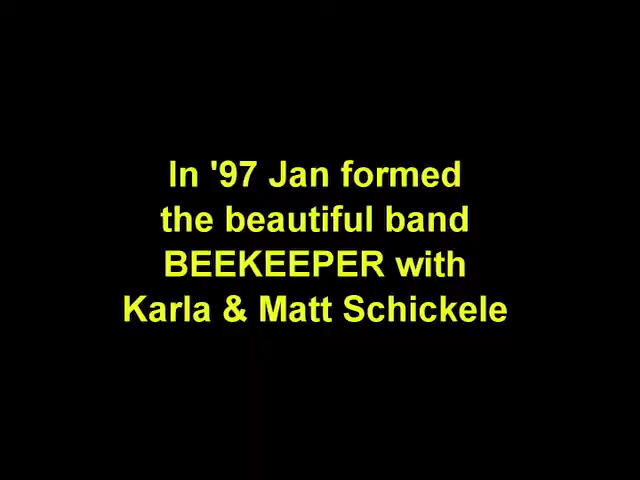 In '97 Jan formed
the beautiful band
BEEKEEPER with
Karla & Matt Schickele